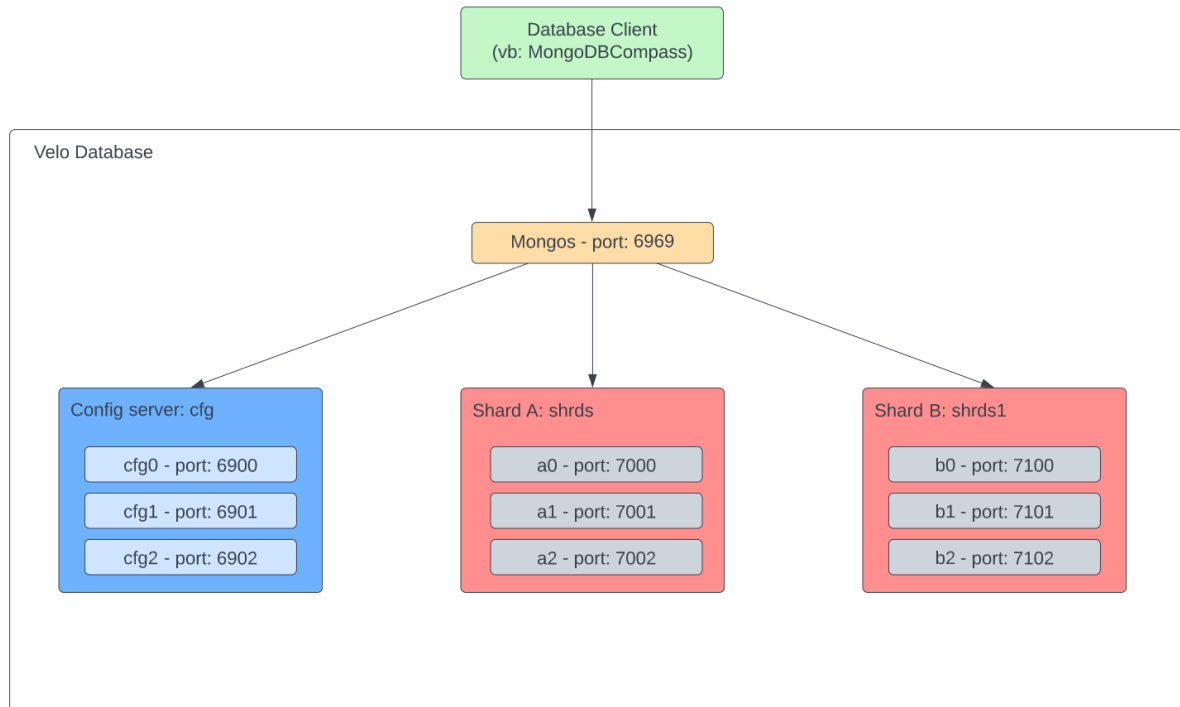 Database Client
(vb: MongoDBCompass)
Velo Database
Mongos - port: 6969
Config server: cfg
cfg0 - port: 6900
cfg1 - port: 6901
cfg2 - port: 6902
Shard A: shrds
a0 - port: 7000
a1 - port: 7001
a2 - port: 7002
Shard B: shrds1
b0 - port: 7100
b1 - port: 7101
b2 - port: 7102